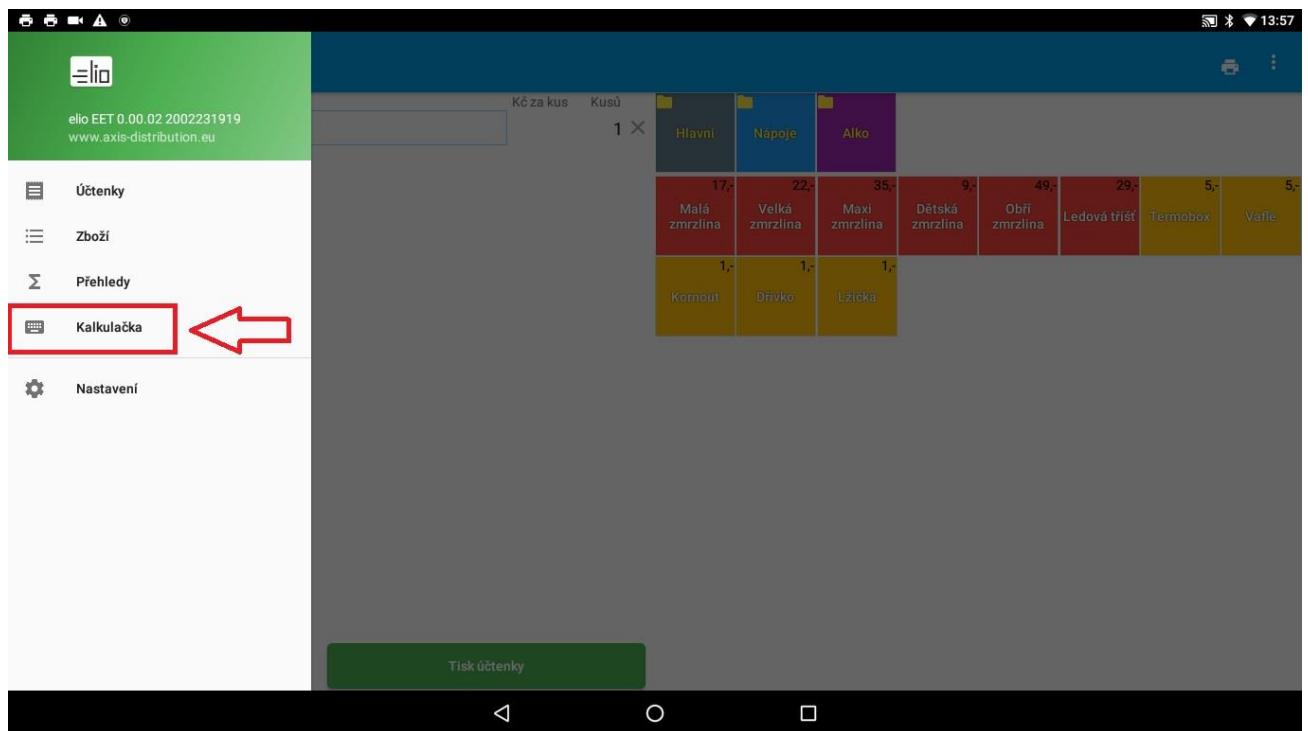 13:57
elio
elio EET 0.00.02 2002231919
www.axis-distribution.eu
Účtenky
Zboží
Přehledy
Kalkulačka
Nastavení
Kč za kus Kusů
1
Hlavní
Nápoje
Alko
17,-
Malá
zmrzlina
22,-
Velká
zmrzlina
35,-
Maxi
zmrzlina
9,-
Dětská
zmrzlina
49,-
Obří
zmrzlina
29,-
Ledová tříšť
5,-
Termobox
5,-
Vafle
1,-
Kornout
1,-
Dřívko
1,-
Lžička
Tisk účtenky